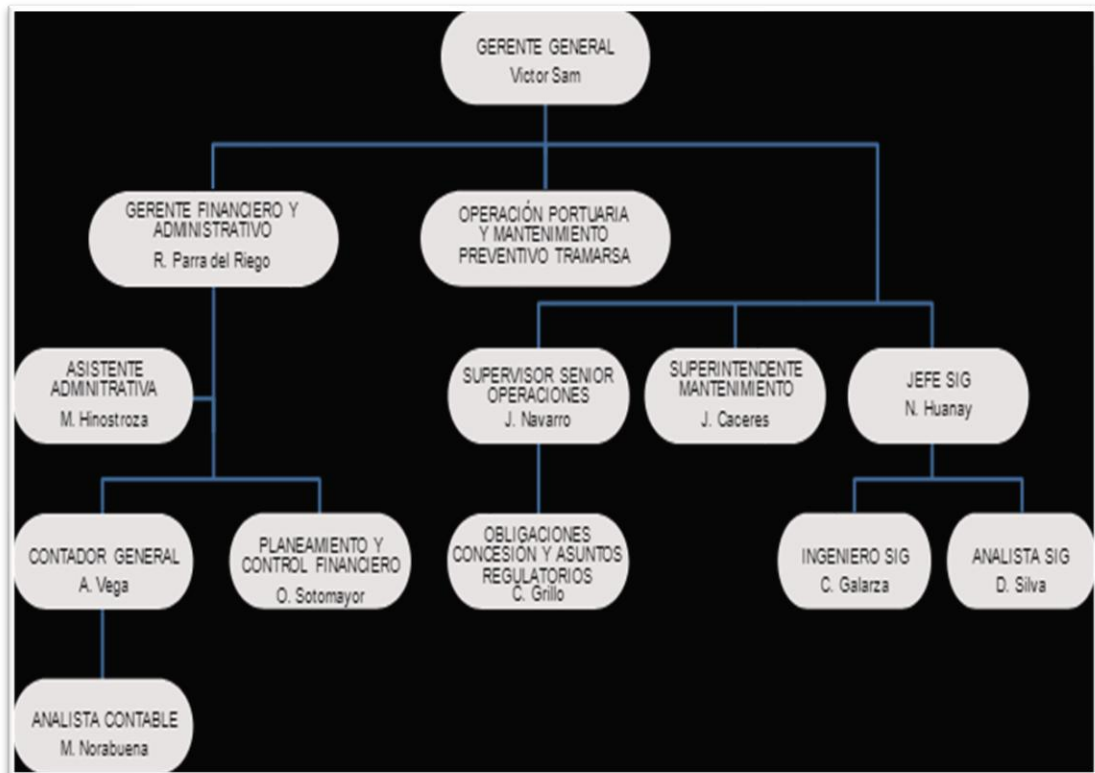 GERENTE GENERAL
Victor Sam
GERENTE FINANCIERO Y
ADMINISTRATIVO
R. Parra del Riego
OPERACIÓN PORTUARIA
Y MANTENIMIENTO
PREVENTIVO TRAMARSA
ASISTENTE
ADMINITRATIVA
M. Hinostroza
SUPERVISOR SENIOR
OPERACIONES
J. Navarro
SUPERINTENDENTE
MANTENIMIENTO
J. Caceres
JEFE SIG
N. Huanay
CONTADOR GENERAL
A. Vega
PLANEAMIENTO Y
CONTROL FINANCIERO
O. Sotomayor
OBLIGACIONES
CONCESIÓN Y ASUNTOS
REGULATORIOS
C. Grillo
INGENIERO SIG
C. Galarza
ANALISTA SIG
D. Silva
ANALISTA CONTABLE
M. Norabuena